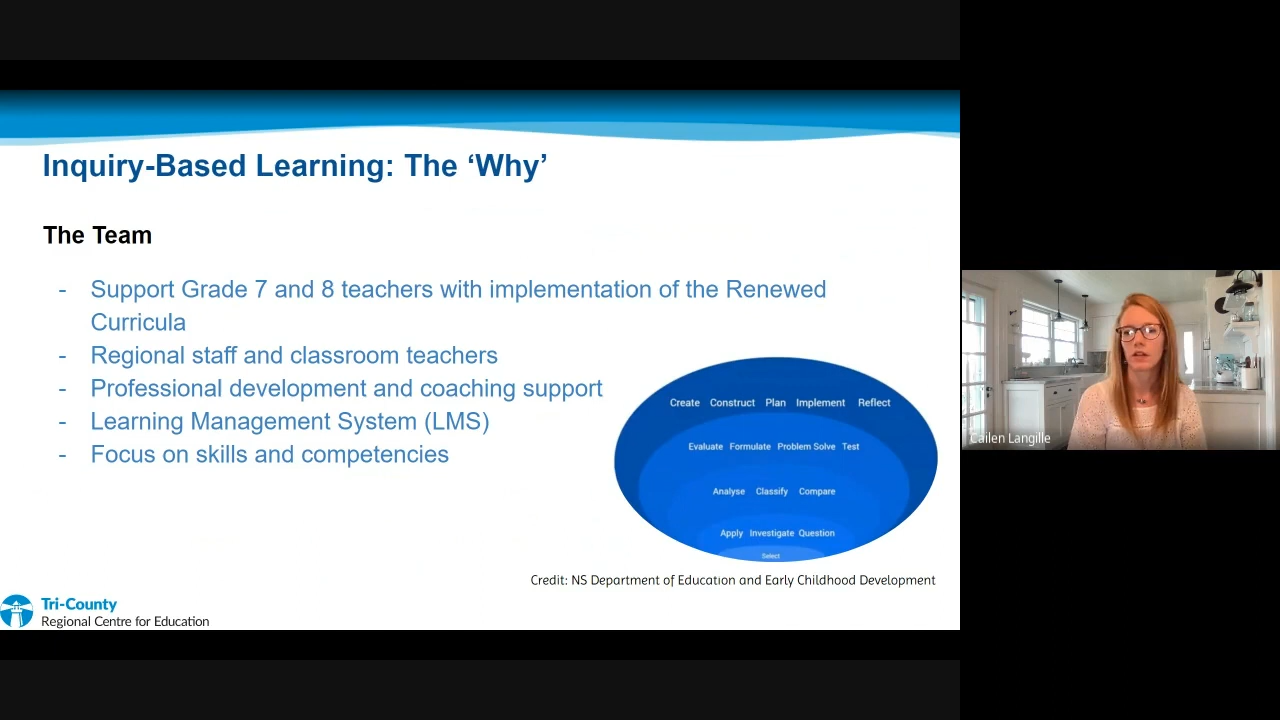 Inquiry-Based Learning: The ‘Why’
The Team
- Support Grade 7 and 8 teachers with implementation of the Renewed
Curricula
- Regional staff and classroom teachers
- Professional development and coaching support
- Learning Management System (LMS)
- Focus on skills and competencies
Create Construct Plan Implement Reflect
Evaluate Formulate Problem Solve Test
Analyse Classify Compare
Apply Investigate Question
Select
Credit: NS Department of Education and Early Childhood Development
Tri-County
Regional Centre for Education
Cailen Langille